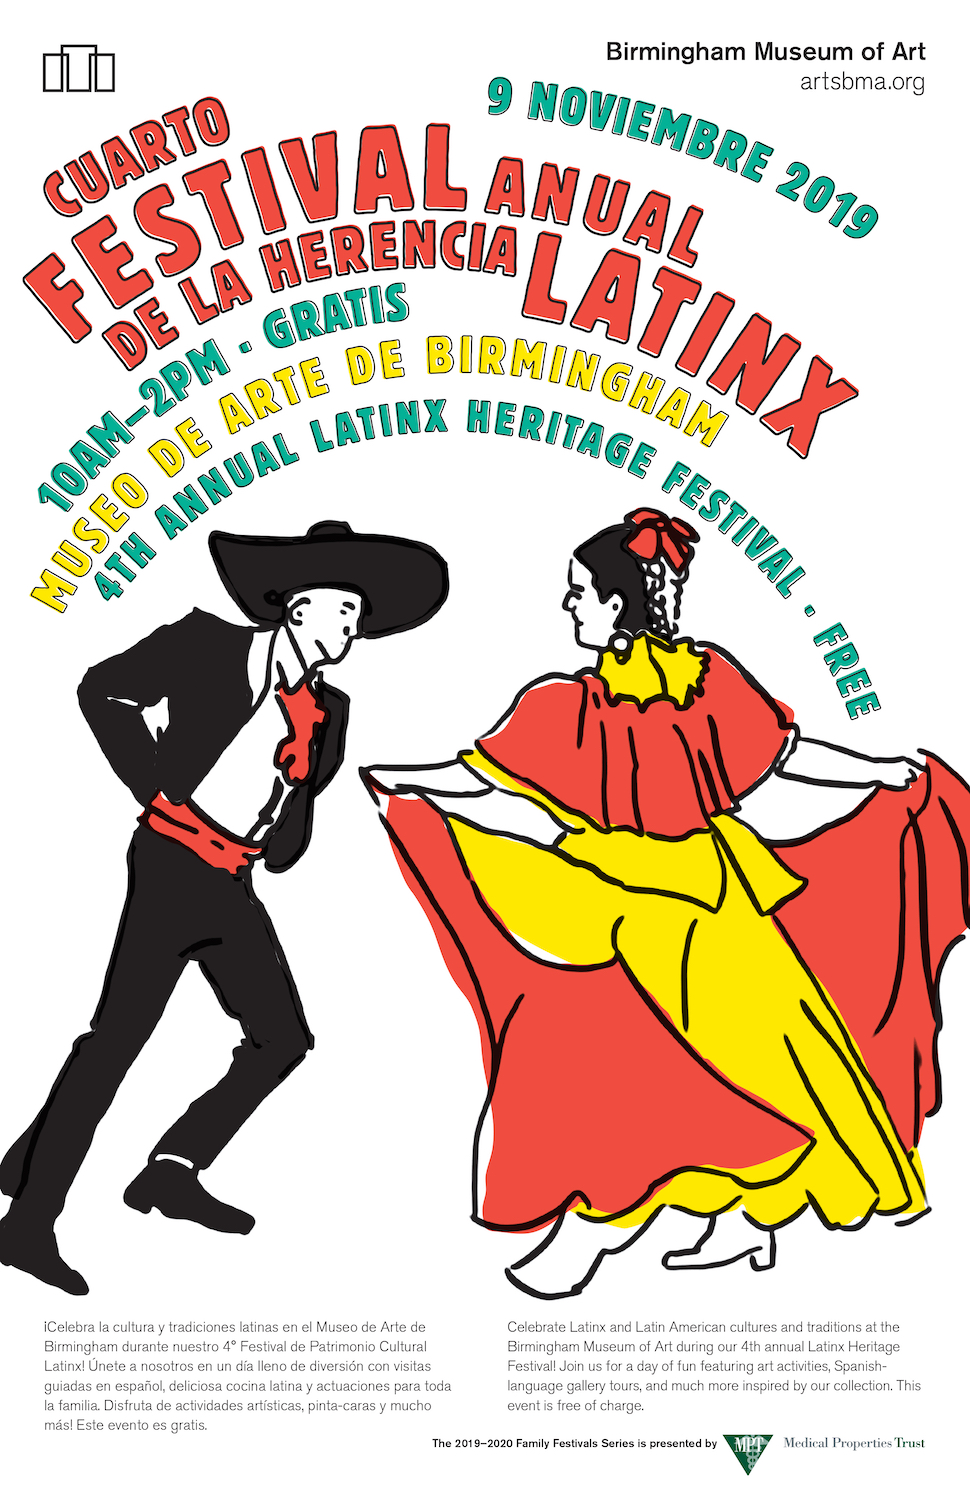 Birmingham Museum of Art
artsbma.org
9 NOVIEMBRE 2019
CUARTO
FESTIVAL ANUAL
DE LA HERENCIA LATINX
10AM–2PM · GRATIS
MUSEO DE ARTE DE BIRMINGHAM
4TH ANNUAL LATINX HERITAGE FESTIVAL · FREE
¡Celebra la cultura y tradiciones latinas en el Museo de Arte de
Birmingham durante nuestro 4° Festival de Patrimonio Cultural
Latinx! Únete a nosotros en un día lleno de diversión con visitas
guiadas en español, deliciosa cocina latina y actuaciones para toda
la familia. Disfruta de actividades artísticas, pinta-caras y mucho
más! Este evento es gratis.
Celebrate Latinx and Latin American cultures and traditions at the
Birmingham Museum of Art during our 4th annual Latinx Heritage
Festival! Join us for a day of fun featuring art activities, Spanish-
language gallery tours, and much more inspired by our collection. This
event is free of charge.
The 2019–2020 Family Festivals Series is presented by
MPT
Medical Properties Trust